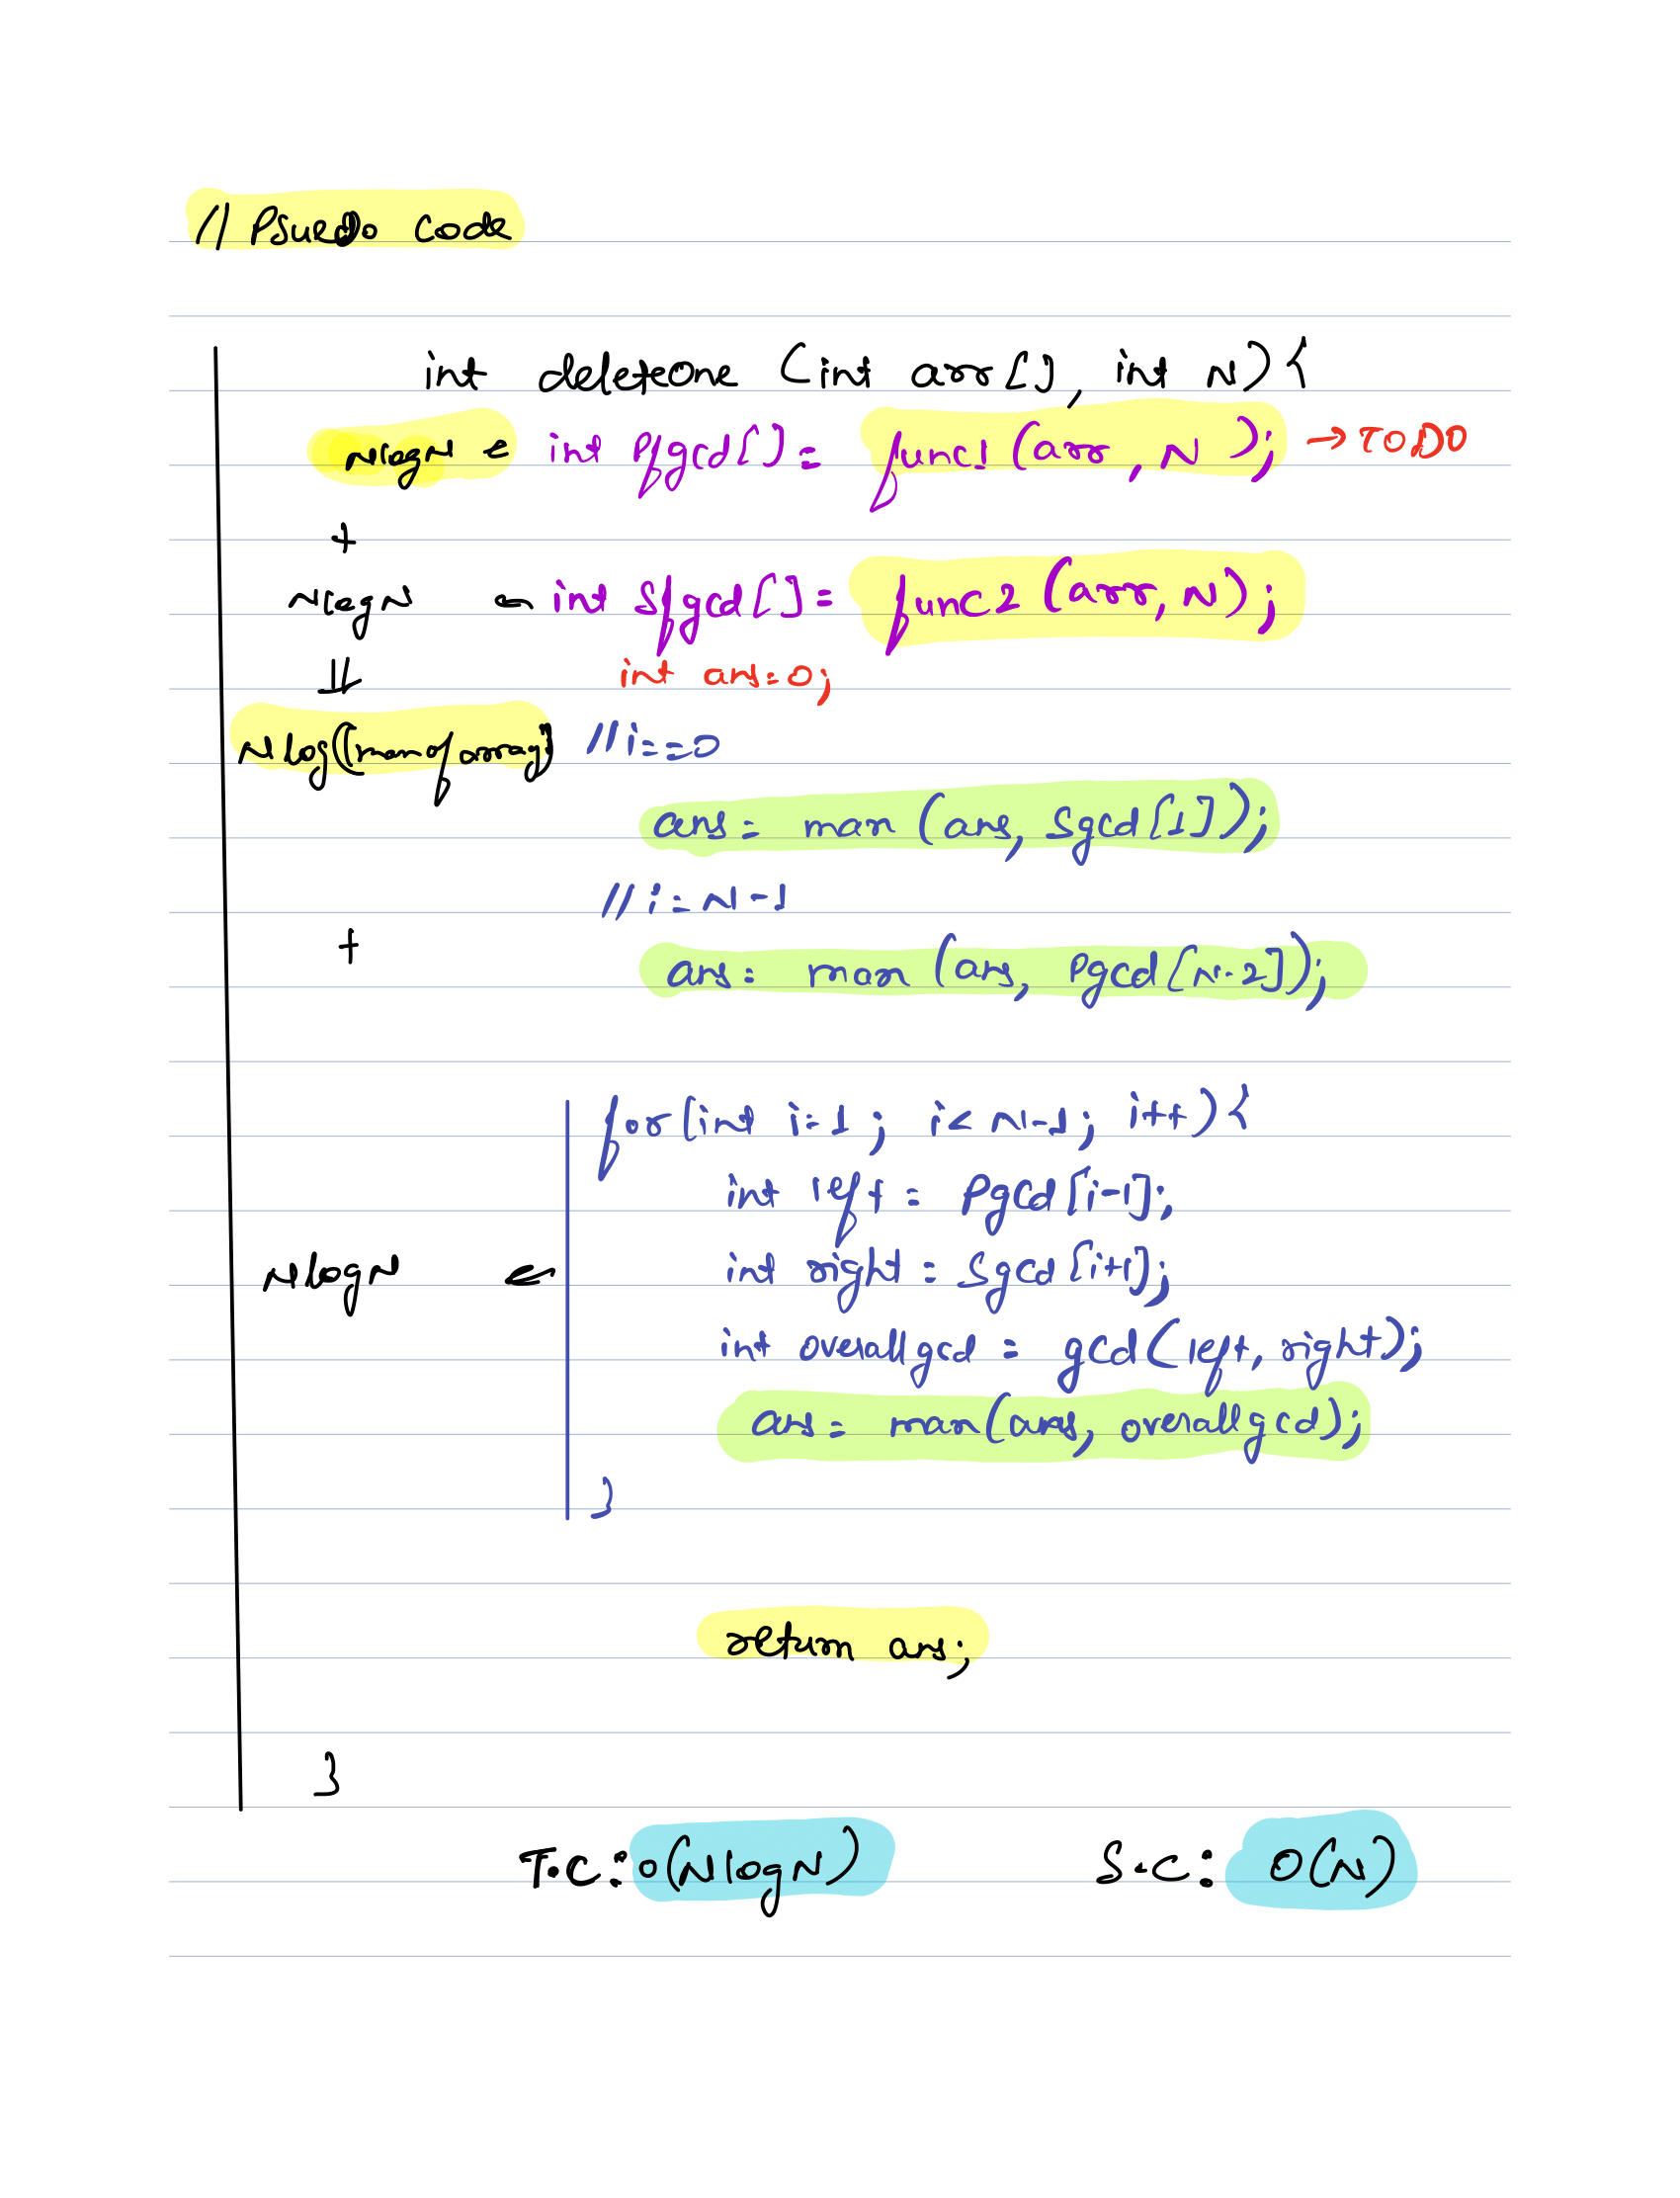 // Psuedo code
int deleteone (int arr[], int N) {
NlogN ← int Pfgcd[] = func1 (arr, N); → TODO
+
NlogN ← int Sfgcd[] = func2 (arr, N);
⇓ int ans = 0;
Nlog((max of array) // i==0
ans = max (ans, Sgcd[1]);
// i = N-1
+ ans = max (ans, Pgcd[N-2]);
for(int i=1; i< N-1; i++) {
int left = Pgcd[i-1];
NlogN ← int right = Sgcd[i+1];
int overallgcd = gcd(left, right);
ans = max(ans, overallgcd);
}
return ans;
}
T.C: O(NlogN) S.C: O(N)